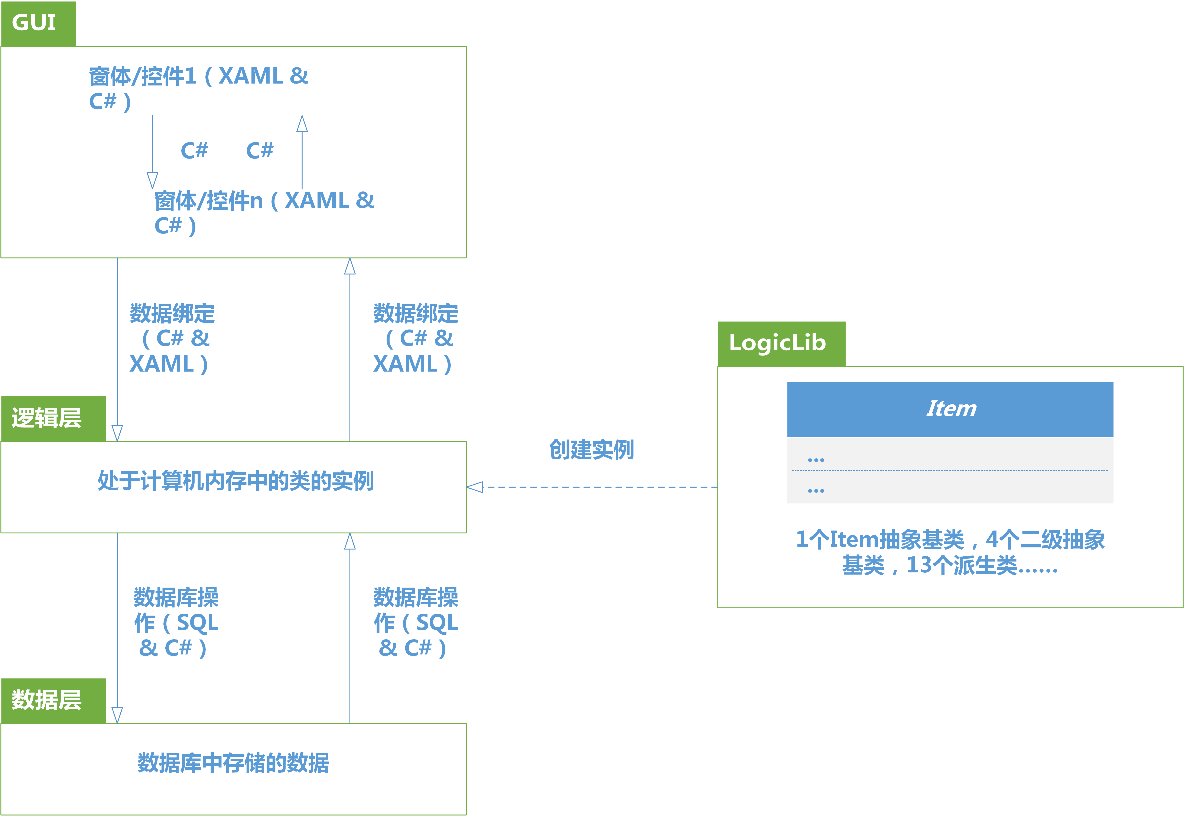 GUI
窗体/控件1（XAML &
C#）
C#
C#
窗体/控件n（XAML &
C#）
数据绑定
（C# &
XAML）
数据绑定
（C# &
XAML）
逻辑层
处于计算机内存中的类的实例
创建实例
LogicLib
Item
...
...
1个Item抽象基类，4个二级抽象
基类，13个派生类……
数据库操
作（SQL
& C#）
数据库操
作（SQL
& C#）
数据层
数据库中存储的数据